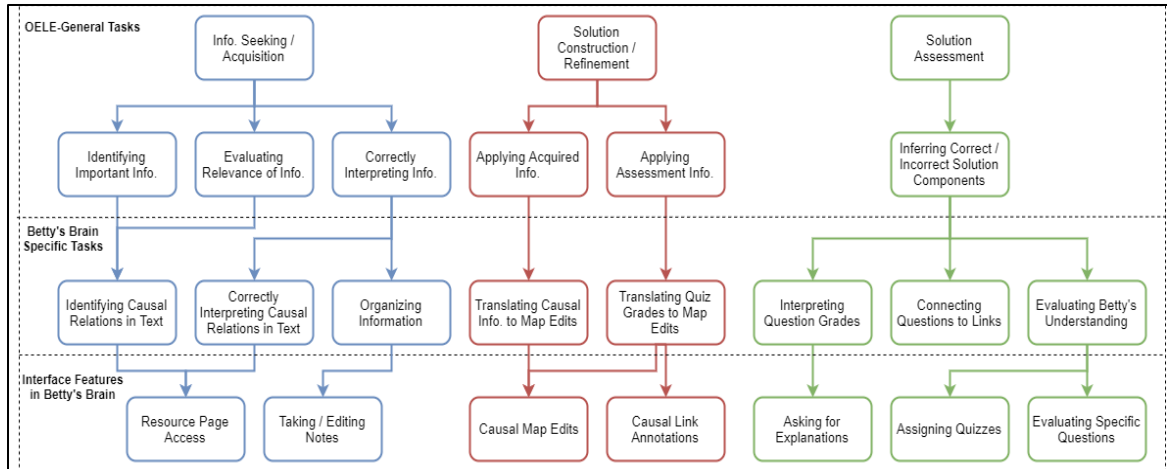 OELE-General Tasks
Info. Seeking /
Acquisition
Solution
Construction /
Refinement
Solution
Assessment
Identifying
Important Info.
Evaluating
Relevance of Info.
Correctly
Interpreting Info.
Applying Acquired
Info.
Applying
Assessment Info.
Inferring Correct /
Incorrect Solution
Components
Betty's Brain
Specific Tasks
Identifying Causal
Relations in Text
Correctly
Interpreting Causal
Relations in Text
Organizing
Information
Translating Causal
Info. to Map Edits
Translating Quiz
Grades to Map
Edits
Interpreting
Question Grades
Connecting
Questions to Links
Evaluating Betty's
Understanding
Interface Features
in Betty's Brain
Resource Page
Access
Taking / Editing
Notes
Causal Map Edits
Causal Link
Annotations
Asking for
Explanations
Assigning Quizzes
Evaluating Specific
Questions